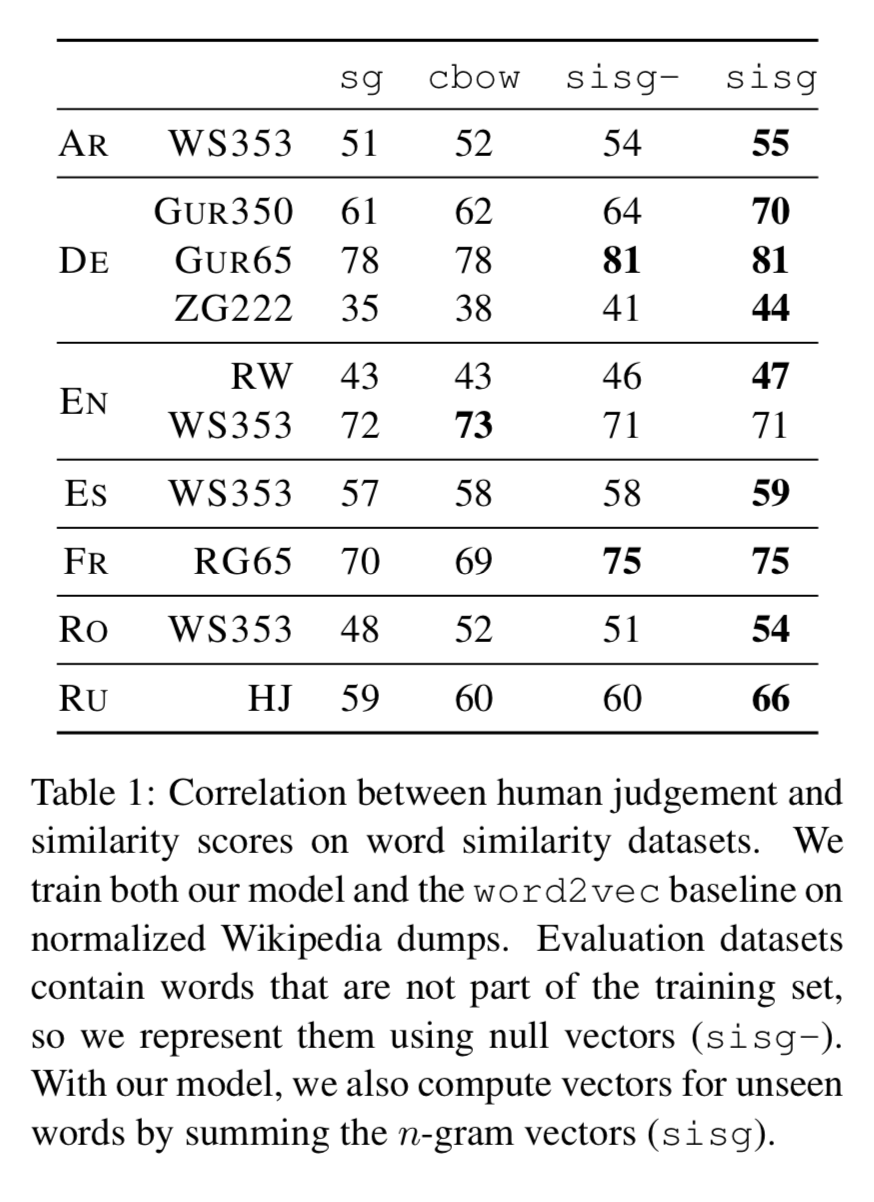 sg cbow sisg- sisg
AR WS353 51 52 54 55
GUR350 61 62 64 70
DE GUR65 78 78 81 81
ZG222 35 38 41 44
EN RW 43 43 46 47
WS353 72 73 71 71
ES WS353 57 58 58 59
FR RG65 70 69 75 75
RO WS353 48 52 51 54
RU HJ 59 60 60 66
Table 1: Correlation between human judgement and
similarity scores on word similarity datasets. We
train both our model and the word2vec baseline on
normalized Wikipedia dumps. Evaluation datasets
contain words that are not part of the training set,
so we represent them using null vectors (sisg-).
With our model, we also compute vectors for unseen
words by summing the n-gram vectors (sisg).